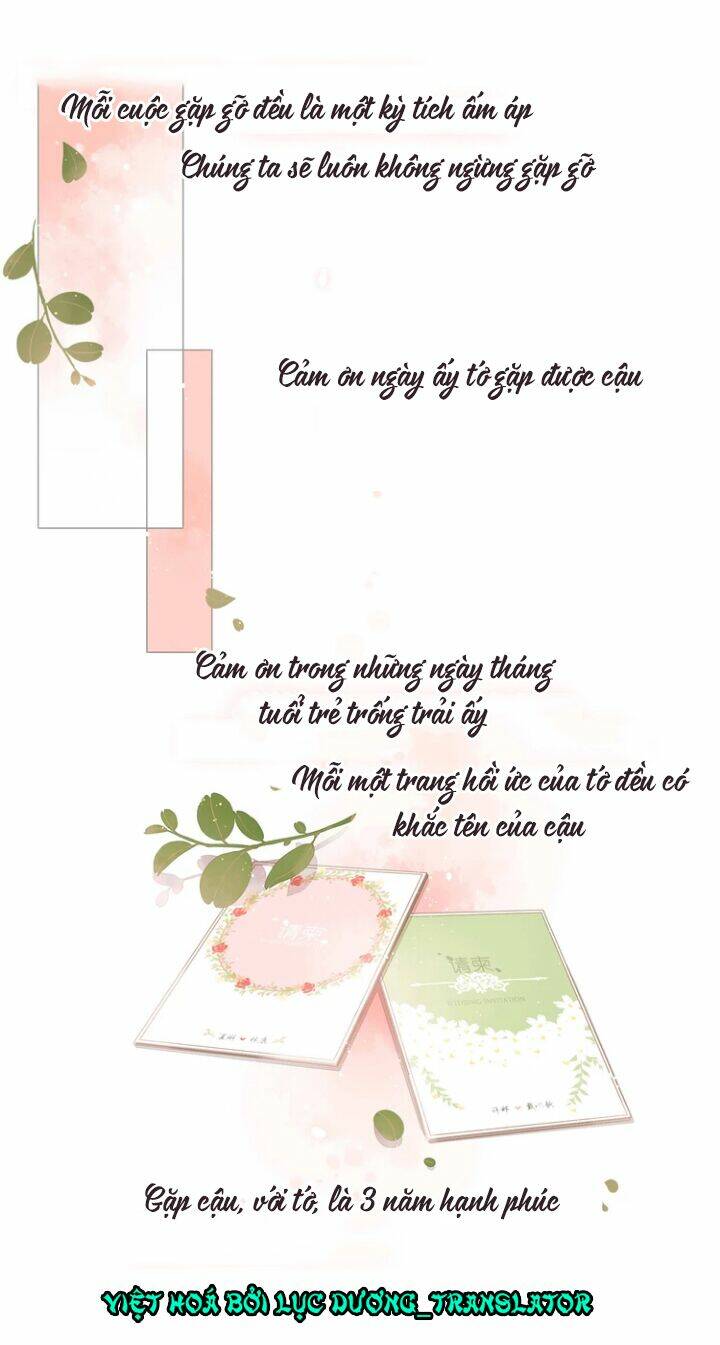 Mỗi cuộc gặp gỡ đều là một kỳ tích ấm áp
Chúng ta sẽ luôn không ngừng gặp gỡ
Cảm ơn ngày ấy tớ gặp được cậu
Cảm ơn trong những ngày tháng
tuổi trẻ trống trải ấy
Mỗi một trang hồi ức của tớ đều có
khắc tên của cậu
请柬
请柬
WEDDING INVITATION
Gặp cậu, với tớ, là 3 năm hạnh phúc
VIỆT HOÁ BỞI LỤC DƯƠNG_TRANSLATOR